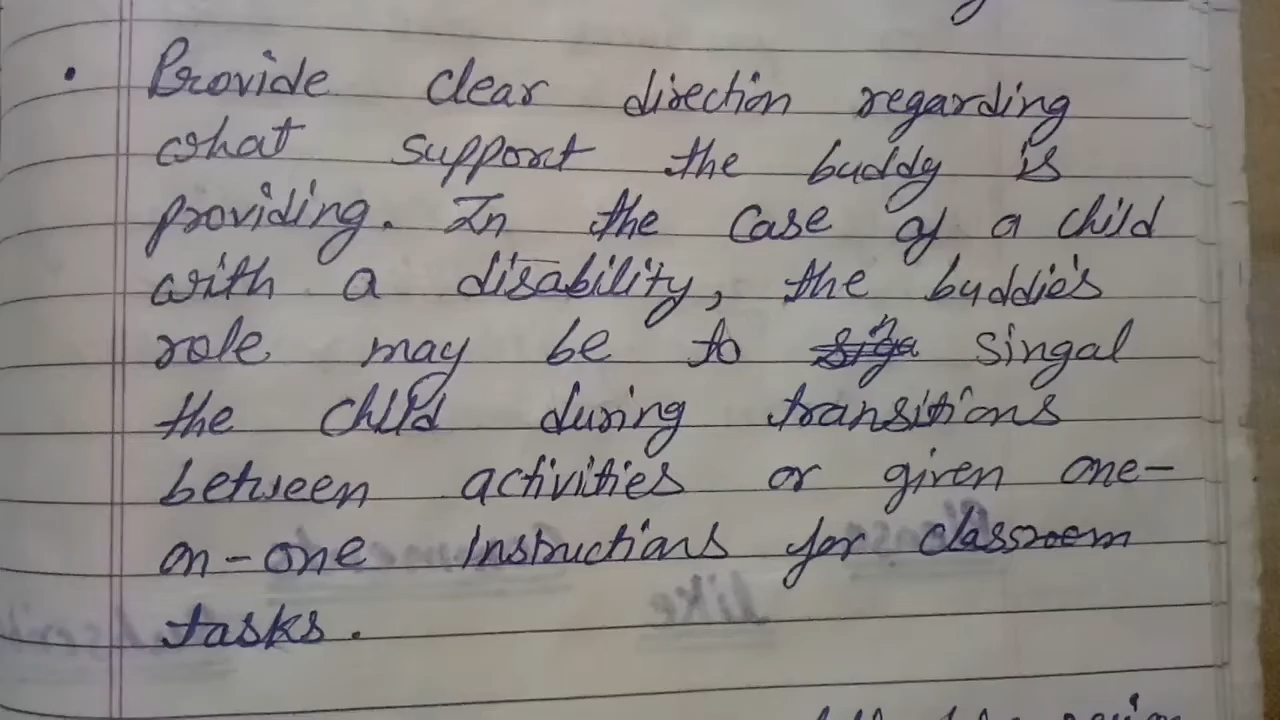 • Provide clear direction regarding
what support the buddy is
providing. In the case of a child
with a disability, the buddie's
role may be to singal
the child during transitions
between activities or given one-
on-one instructions for classroom
tasks.